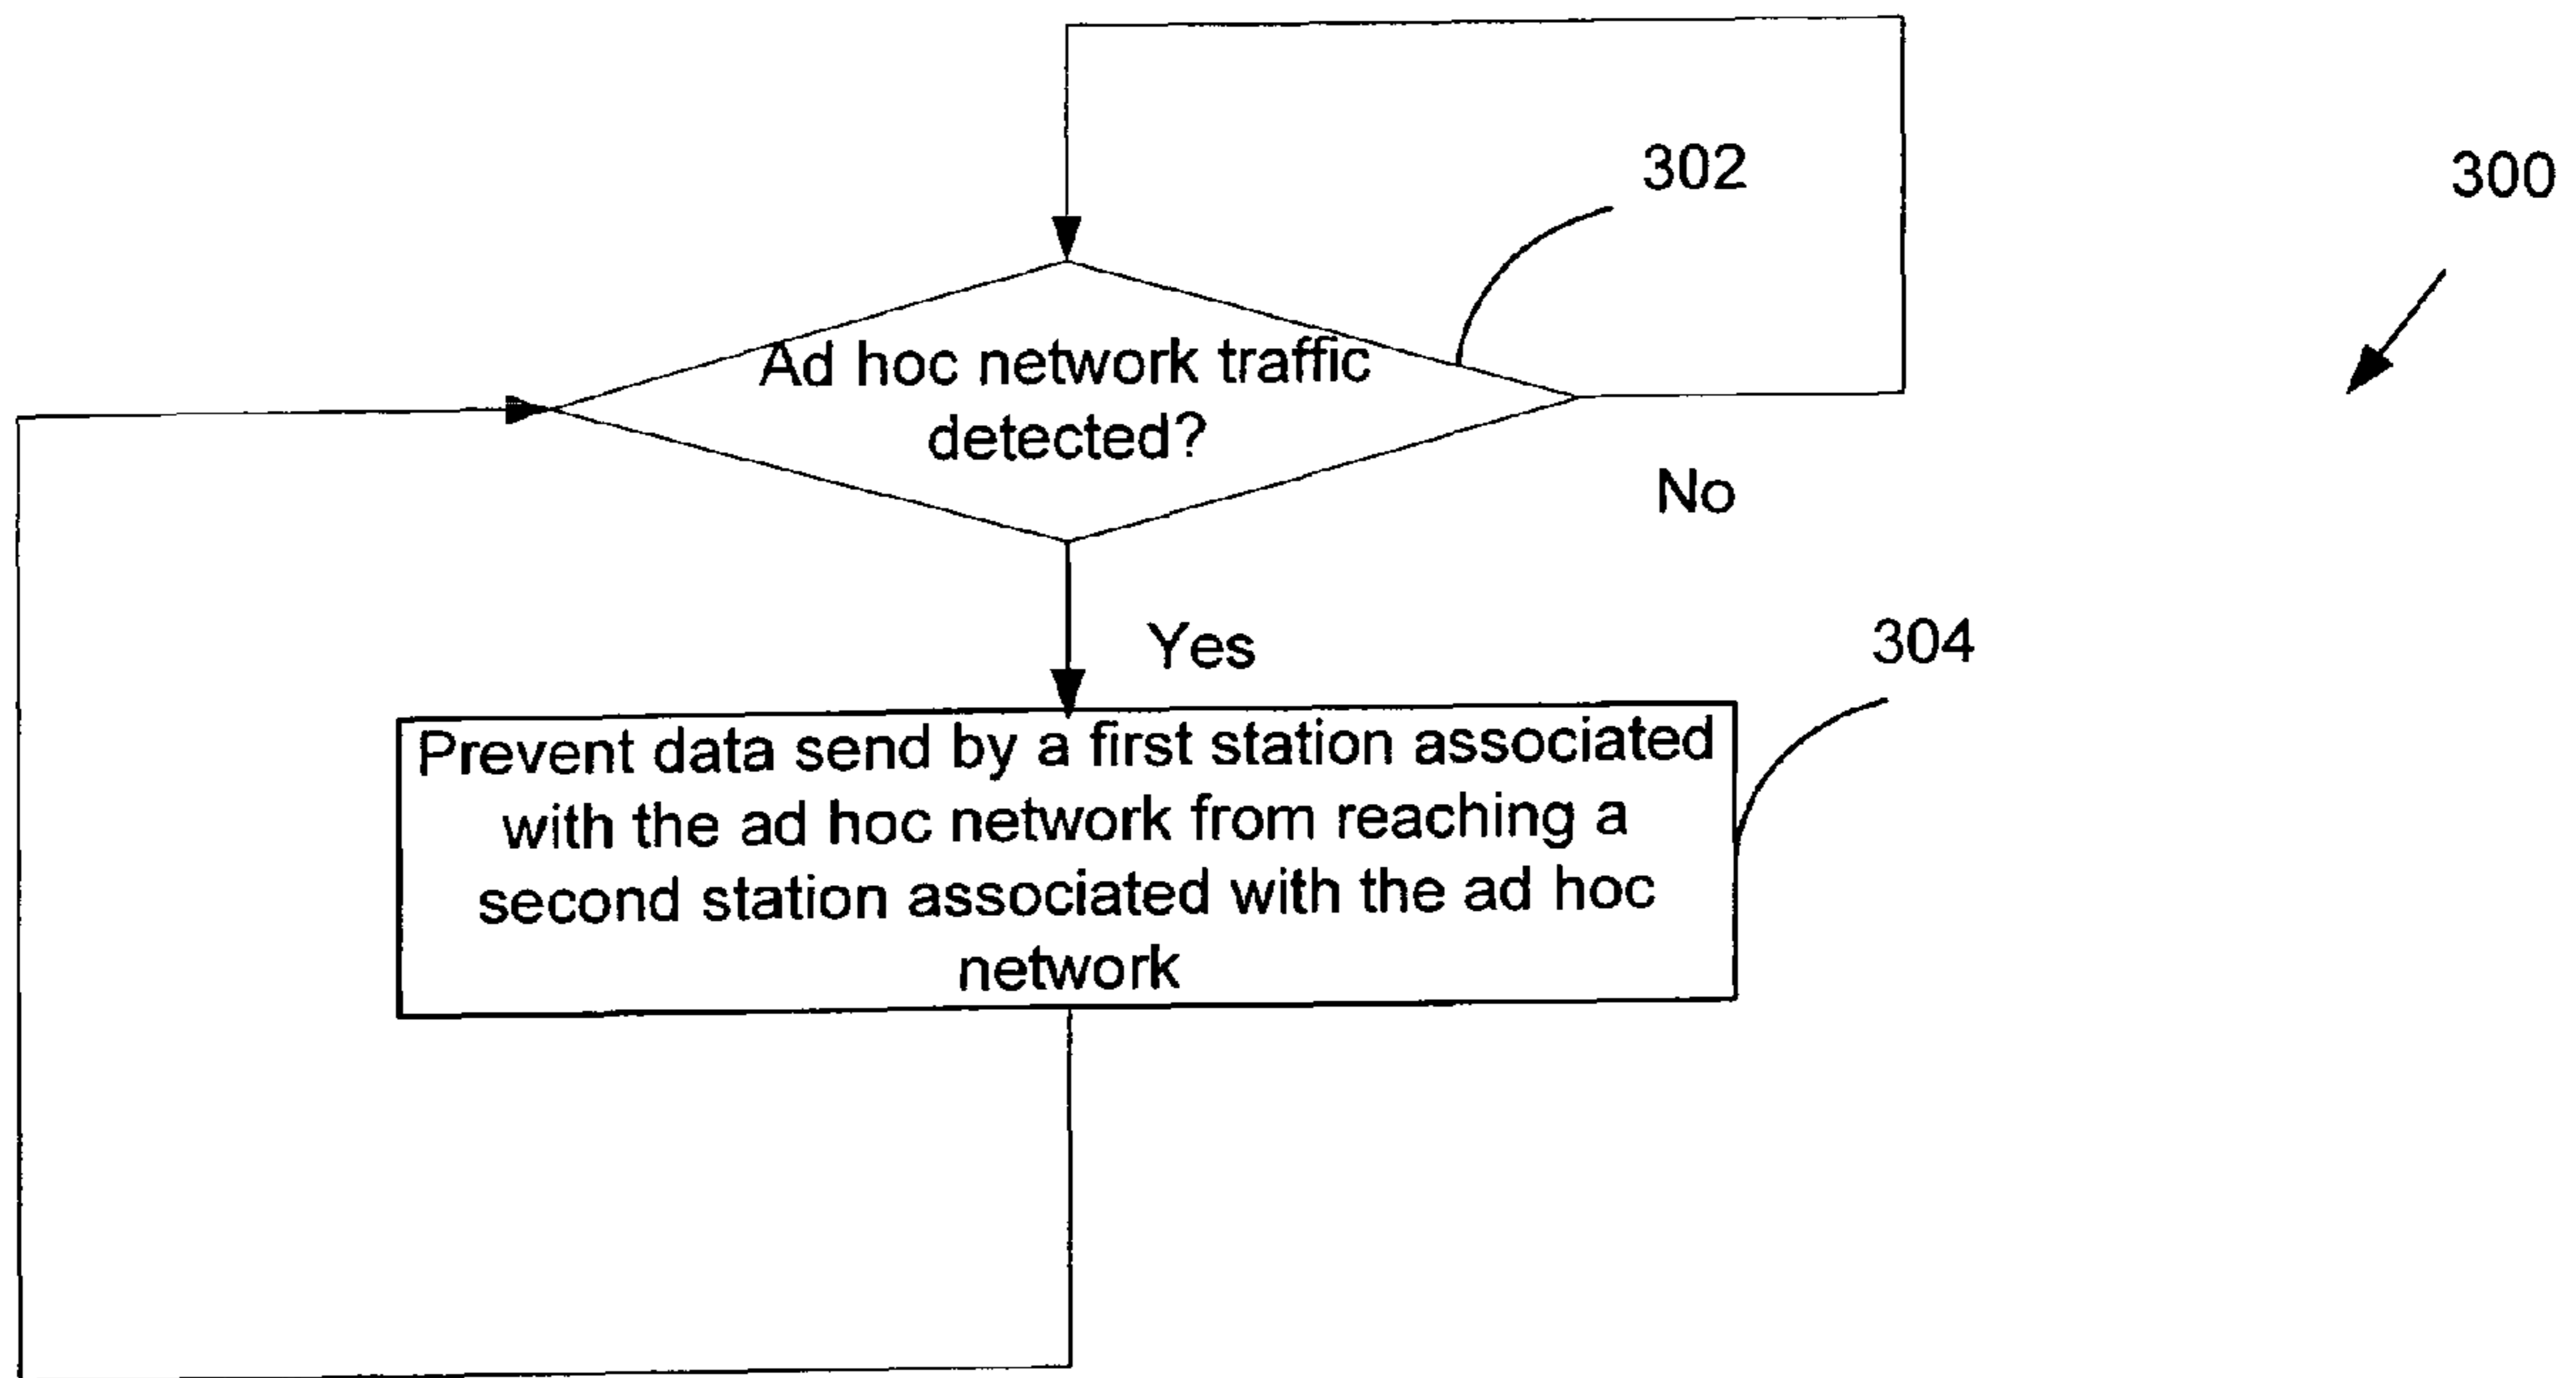 302
300
Ad hoc network traffic
detected?
No
Yes
304
Prevent data send by a first station associated
with the ad hoc network from reaching a
second station associated with the ad hoc
network